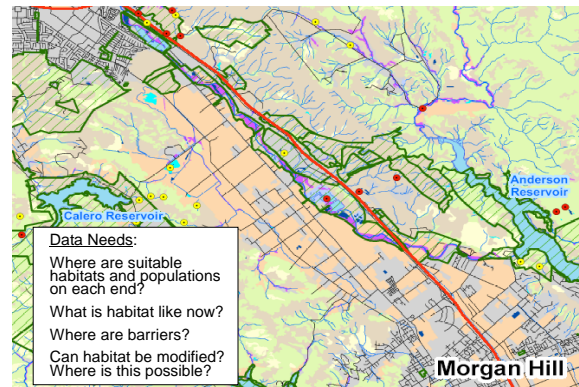 Anderson
Reservoir
Calero Reservoir
Data Needs:
Where are suitable
habitats and populations
on each end?
What is habitat like now?
Where are barriers?
Can habitat be modified?
Where is this possible?
Morgan Hill